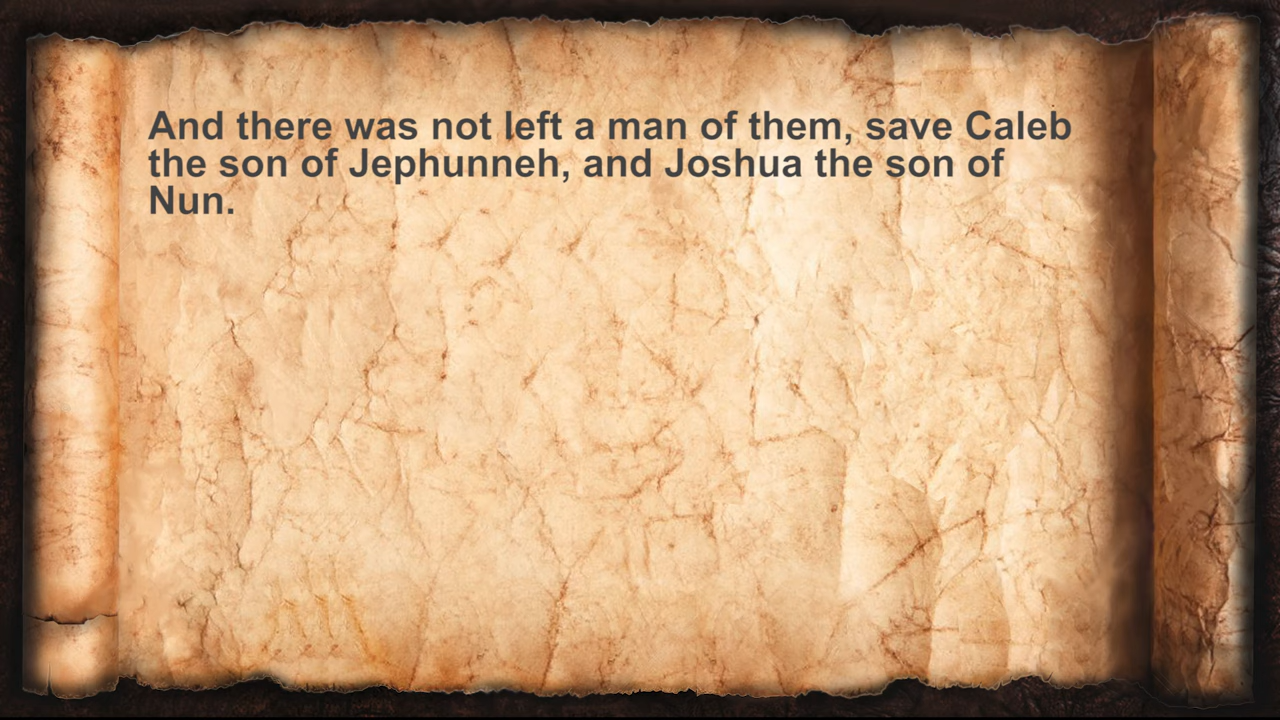 And there was not left a man of them, save Caleb
the son of Jephunneh, and Joshua the son of
Nun.